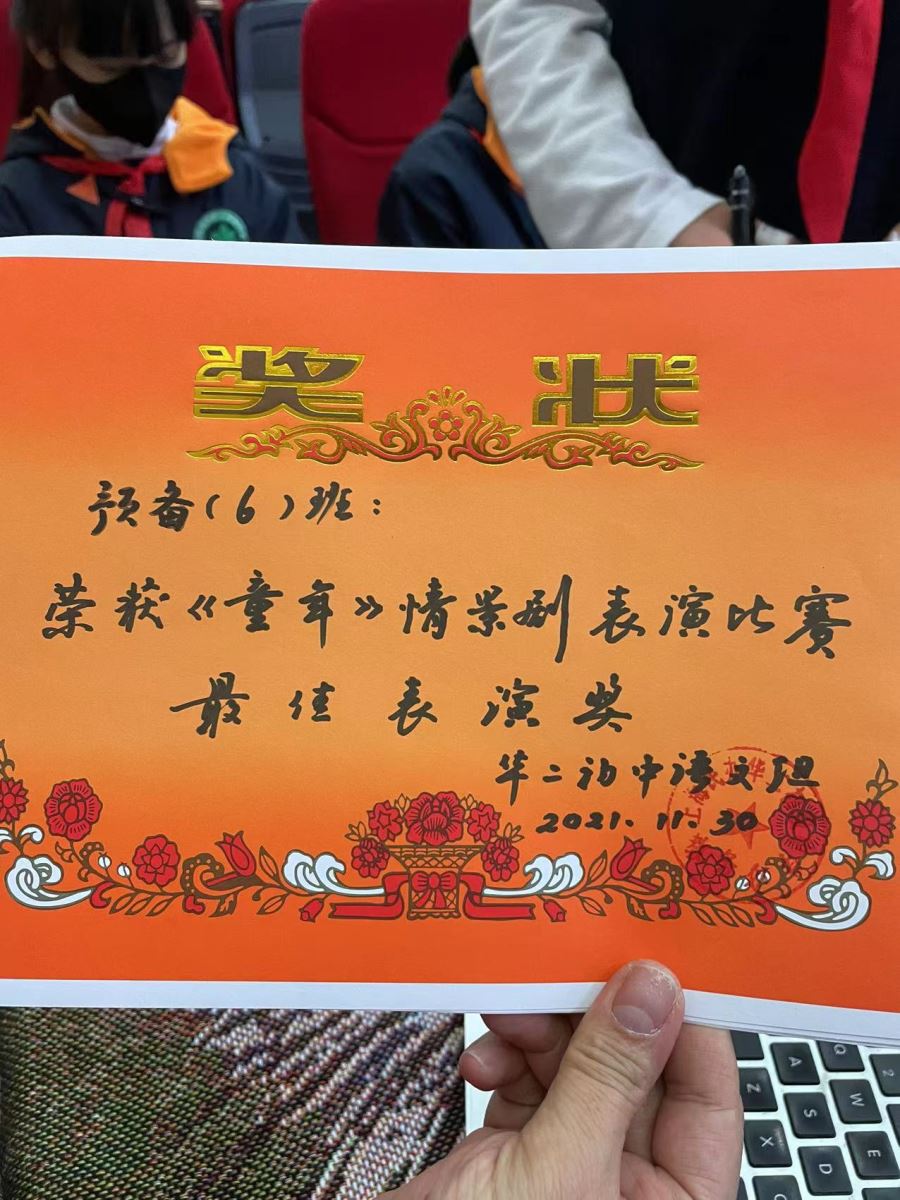 奖状
预备（6）班：
荣获《童年》情景剧表演比赛
最佳表演奖
华二初中语文组
2021.11.30
Q
2
A
W
Z
S
E
X
D
C